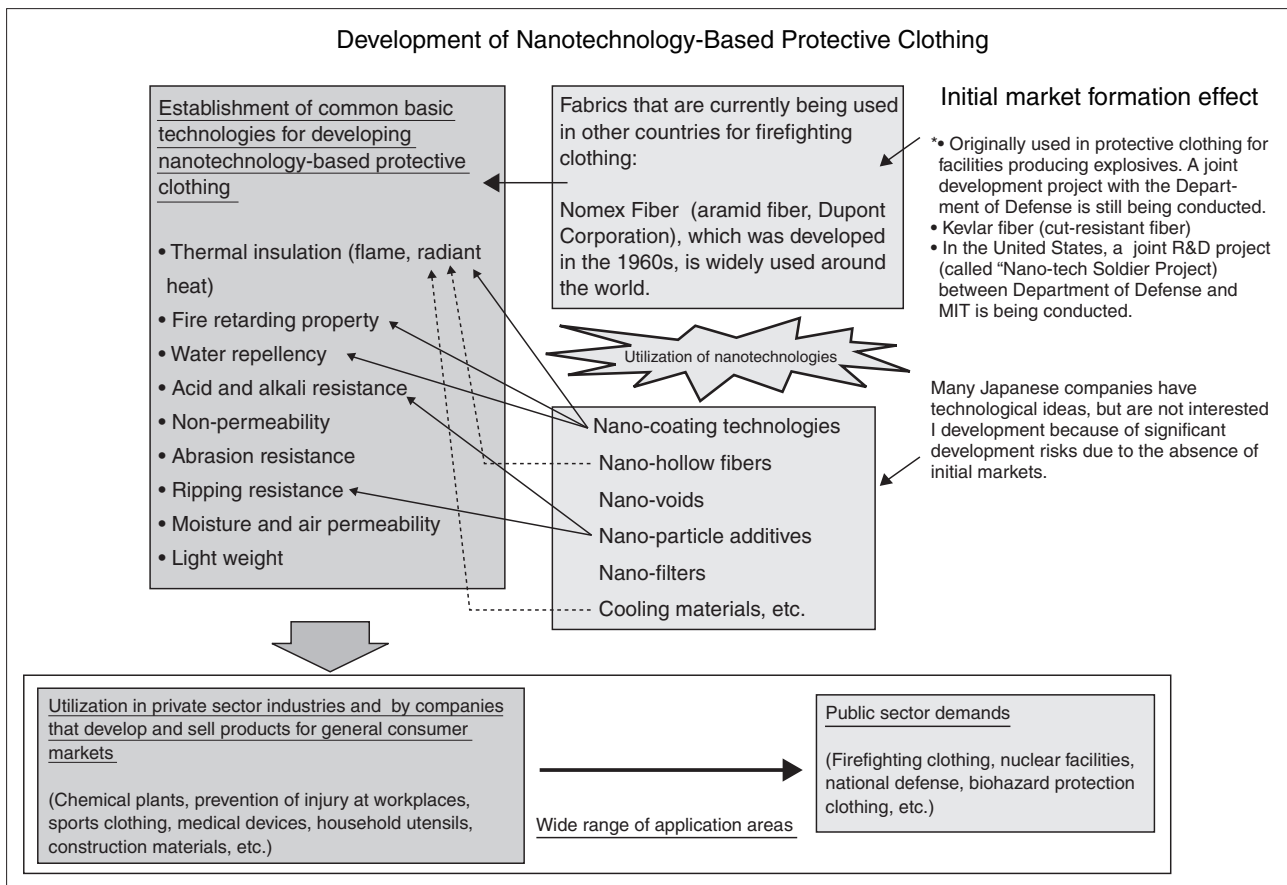 Development of Nanotechnology-Based Protective Clothing
Establishment of common basic
technologies for developing
nanotechnology-based protective
clothing
• Thermal insulation (flame, radiant
heat)
• Fire retarding property
• Water repellency
• Acid and alkali resistance
• Non-permeability
• Abrasion resistance
• Ripping resistance
• Moisture and air permeability
• Light weight
Fabrics that are currently being used
in other countries for firefighting
clothing:
Nomex Fiber (aramid fiber, Dupont
Corporation), which was developed
in the 1960s, is widely used around
the world.
Utilization of nanotechnologies
Nano-coating technologies
Nano-hollow fibers
Nano-voids
Nano-particle additives
Nano-filters
Cooling materials, etc.
Initial market formation effect
*• Originally used in protective clothing for
facilities producing explosives. A joint
development project with the Depart-
ment of Defense is still being conducted.
• Kevlar fiber (cut-resistant fiber)
• In the United States, a joint R&D project
(called “Nano-tech Soldier Project)
between Department of Defense and
MIT is being conducted.
Many Japanese companies have
technological ideas, but are not interested
I development because of significant
development risks due to the absence of
initial markets.
Utilization in private sector industries and by companies
that develop and sell products for general consumer
markets
(Chemical plants, prevention of injury at workplaces,
sports clothing, medical devices, household utensils,
construction materials, etc.)
Wide range of application areas
Public sector demands
(Firefighting clothing, nuclear facilities,
national defense, biohazard protection
clothing, etc.)